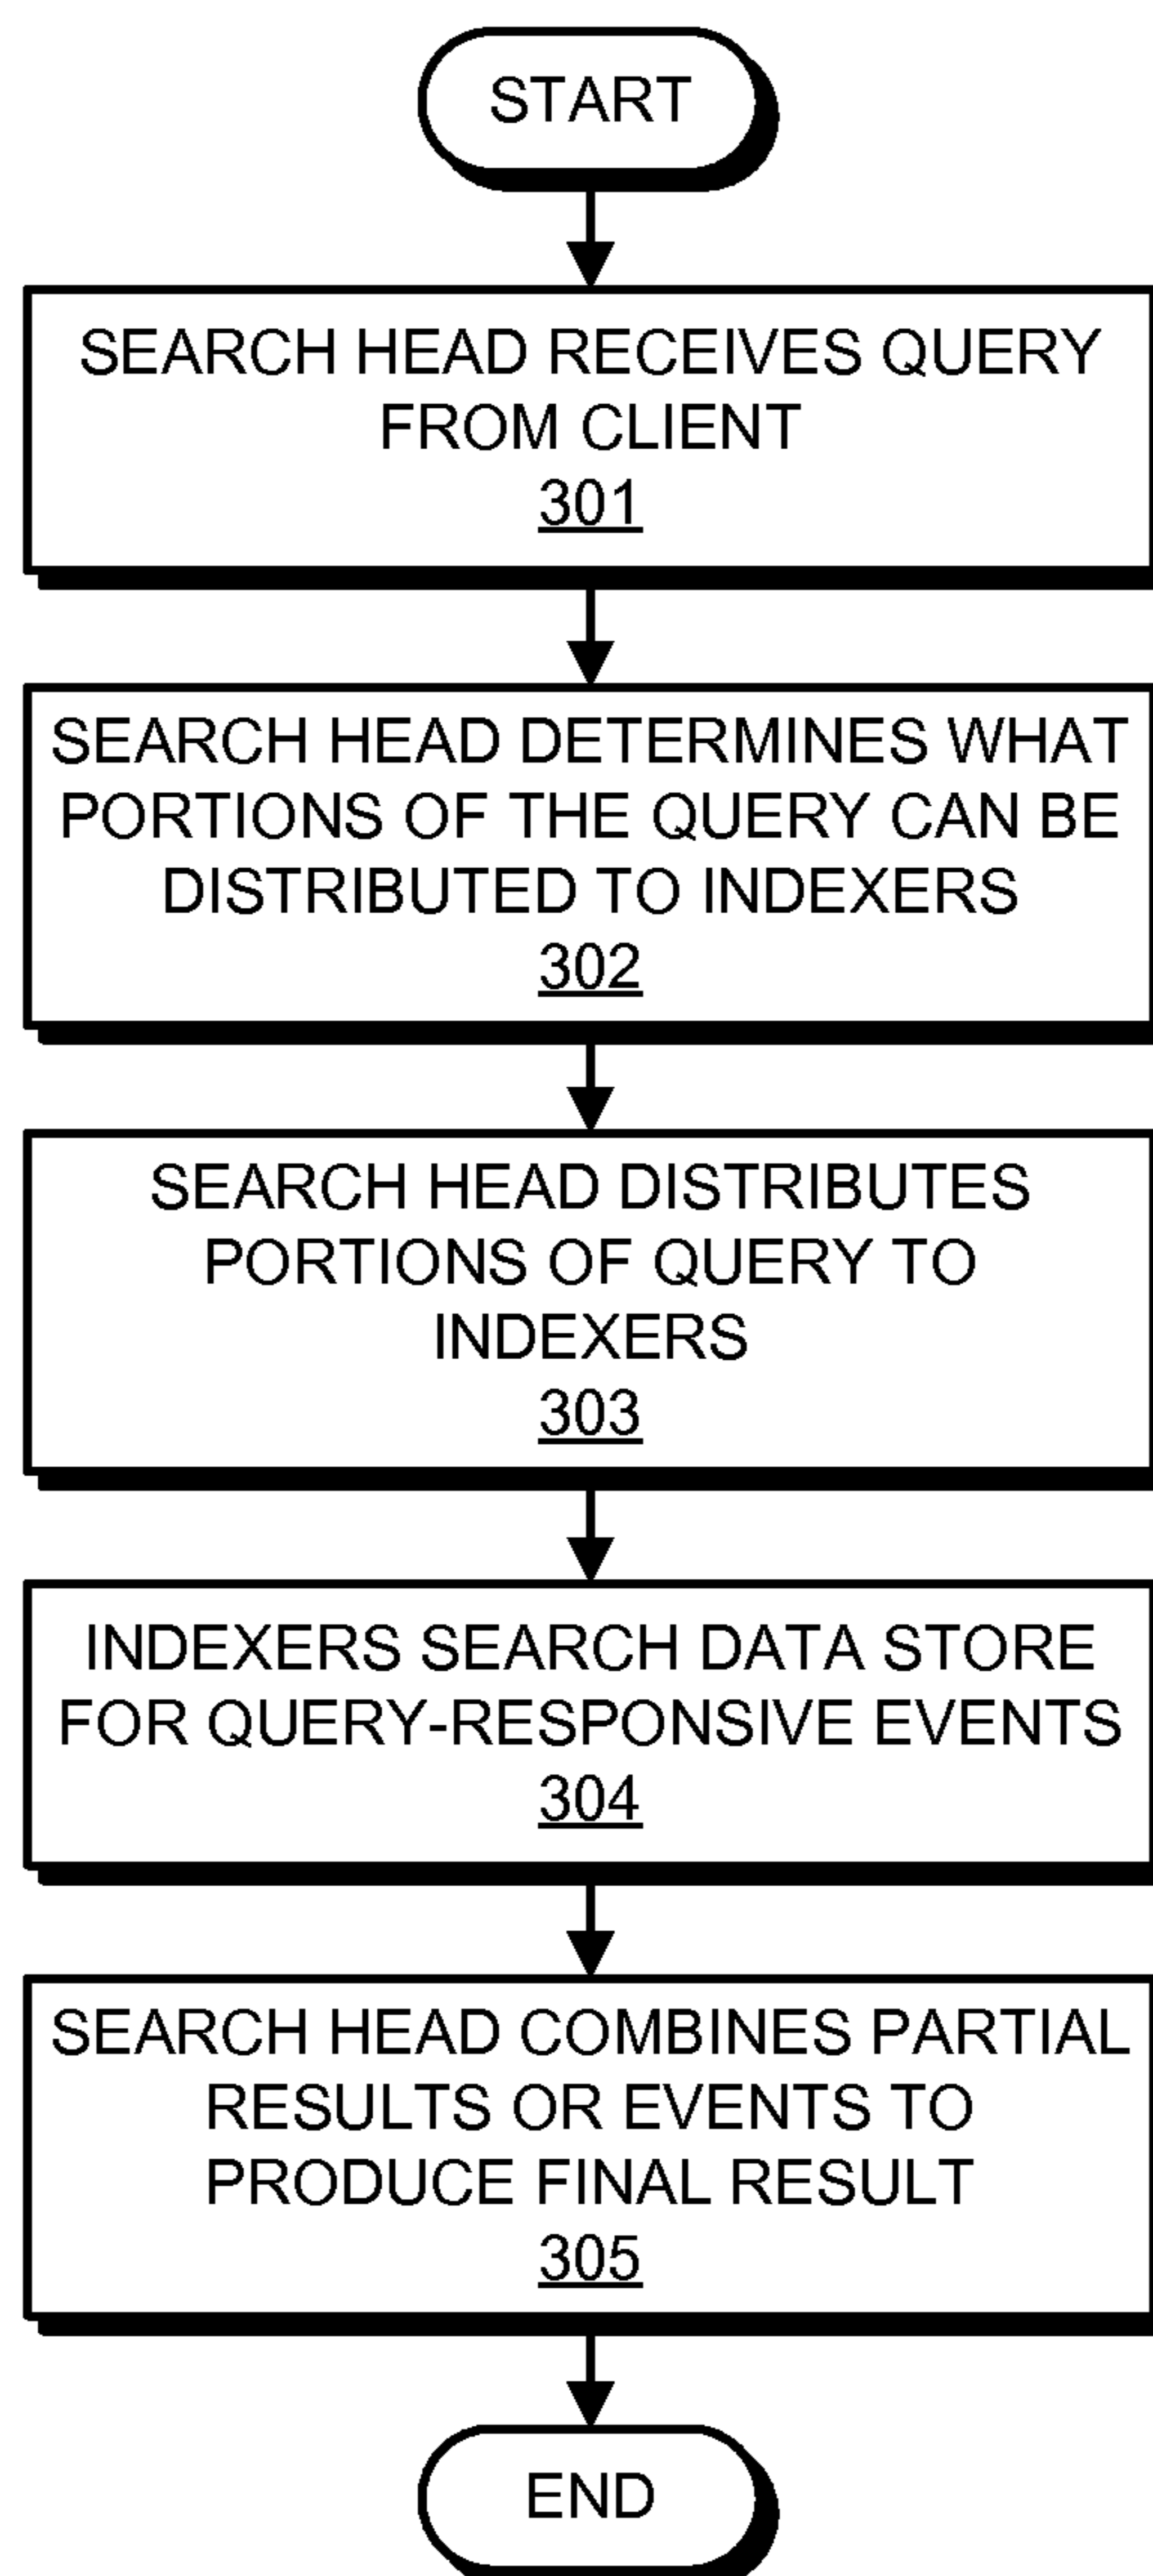 START
SEARCH HEAD RECEIVES QUERY
FROM CLIENT
301
SEARCH HEAD DETERMINES WHAT
PORTIONS OF THE QUERY CAN BE
DISTRIBUTED TO INDEXERS
302
SEARCH HEAD DISTRIBUTES
PORTIONS OF QUERY TO
INDEXERS
303
INDEXERS SEARCH DATA STORE
FOR QUERY-RESPONSIVE EVENTS
304
SEARCH HEAD COMBINES PARTIAL
RESULTS OR EVENTS TO
PRODUCE FINAL RESULT
305
END